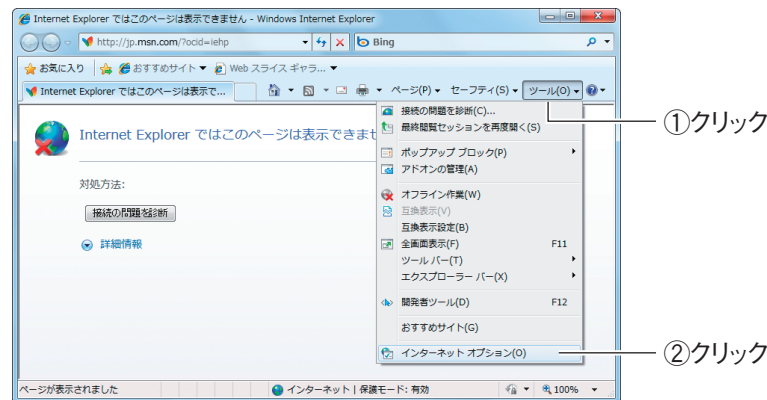 Internet Explorer ではこのページは表示できません - Windows Internet Explorer
http://jp.msn.com/?ocid=iehp
Bing
お気に入り おすすめサイト ▼ Web スライス ギャラ... ▼
Internet Explorer ではこのページは表示で... ページ(P) ▼ セーフティ(S) ▼ ツール(O) ▼
①クリック
接続の問題を診断(C)...
最終閲覧セッションを再度開く(S)
Internet Explorer ではこのページは表示できませ
ポップアップ ブロック(P)
アドオンの管理(A)
対処方法:
オフライン作業(W)
接続の問題を診断
互換表示(V)
互換表示設定(B)
詳細情報
全画面表示(F) F11
ツール バー(T)
エクスプローラー バー(X)
開発者ツール(D) F12
おすすめサイト(G)
インターネット オプション(O)
②クリック
ページが表示されました インターネット | 保護モード: 有効 100%